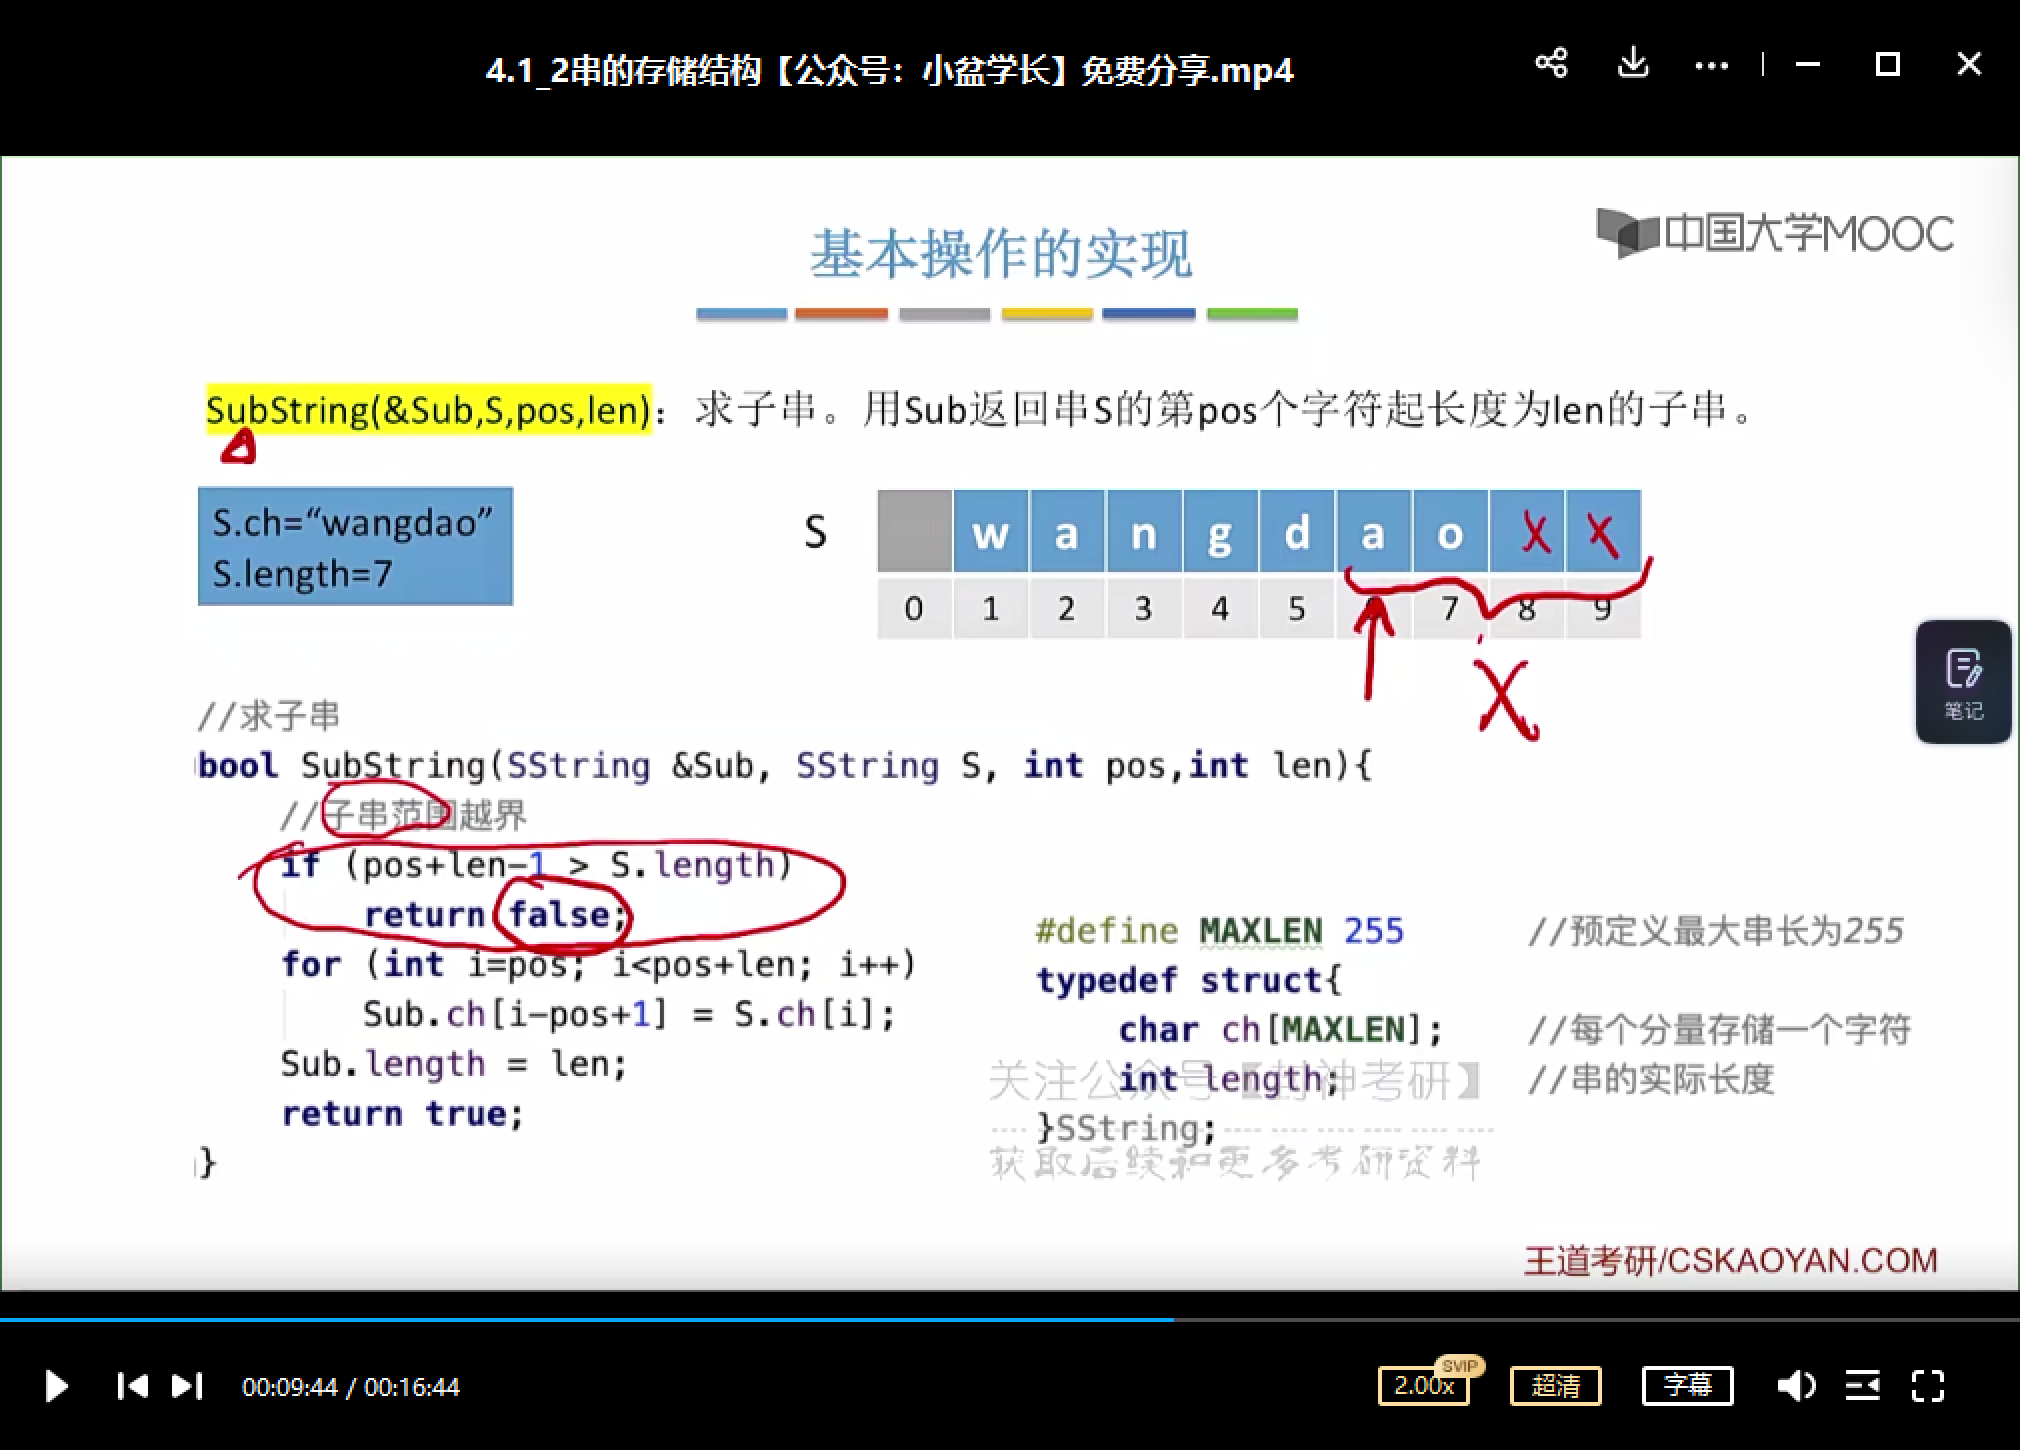 4.1_2串的存储结构【公众号：小盆学长】免费分享.mp4
中国大学MOOC
基本操作的实现
SubString(&Sub,S,pos,len)：求子串。用Sub返回串S的第pos个字符起长度为len的子串。
S.ch=“wangdao”
S.length=7
S w a n g d a o X X
0 1 2 3 4 5 7 8 9
X
笔记
//求子串
bool SubString(SString &Sub, SString S, int pos,int len){
//子串范围越界
if (pos+len-1 > S.length)
return false;
for (int i=pos; i<pos+len; i++)
Sub.ch[i-pos+1] = S.ch[i];
Sub.length = len;
return true;
}
#define MAXLEN 255 //预定义最大串长为255
typedef struct{
char ch[MAXLEN]; //每个分量存储一个字符
int length; //串的实际长度
}SString;
关注公众号【封神考研】
获取后续和更多考研资料
王道考研/CSKAOYAN.COM
00:09:44 / 00:16:44
2.00x SVIP 超清 字幕